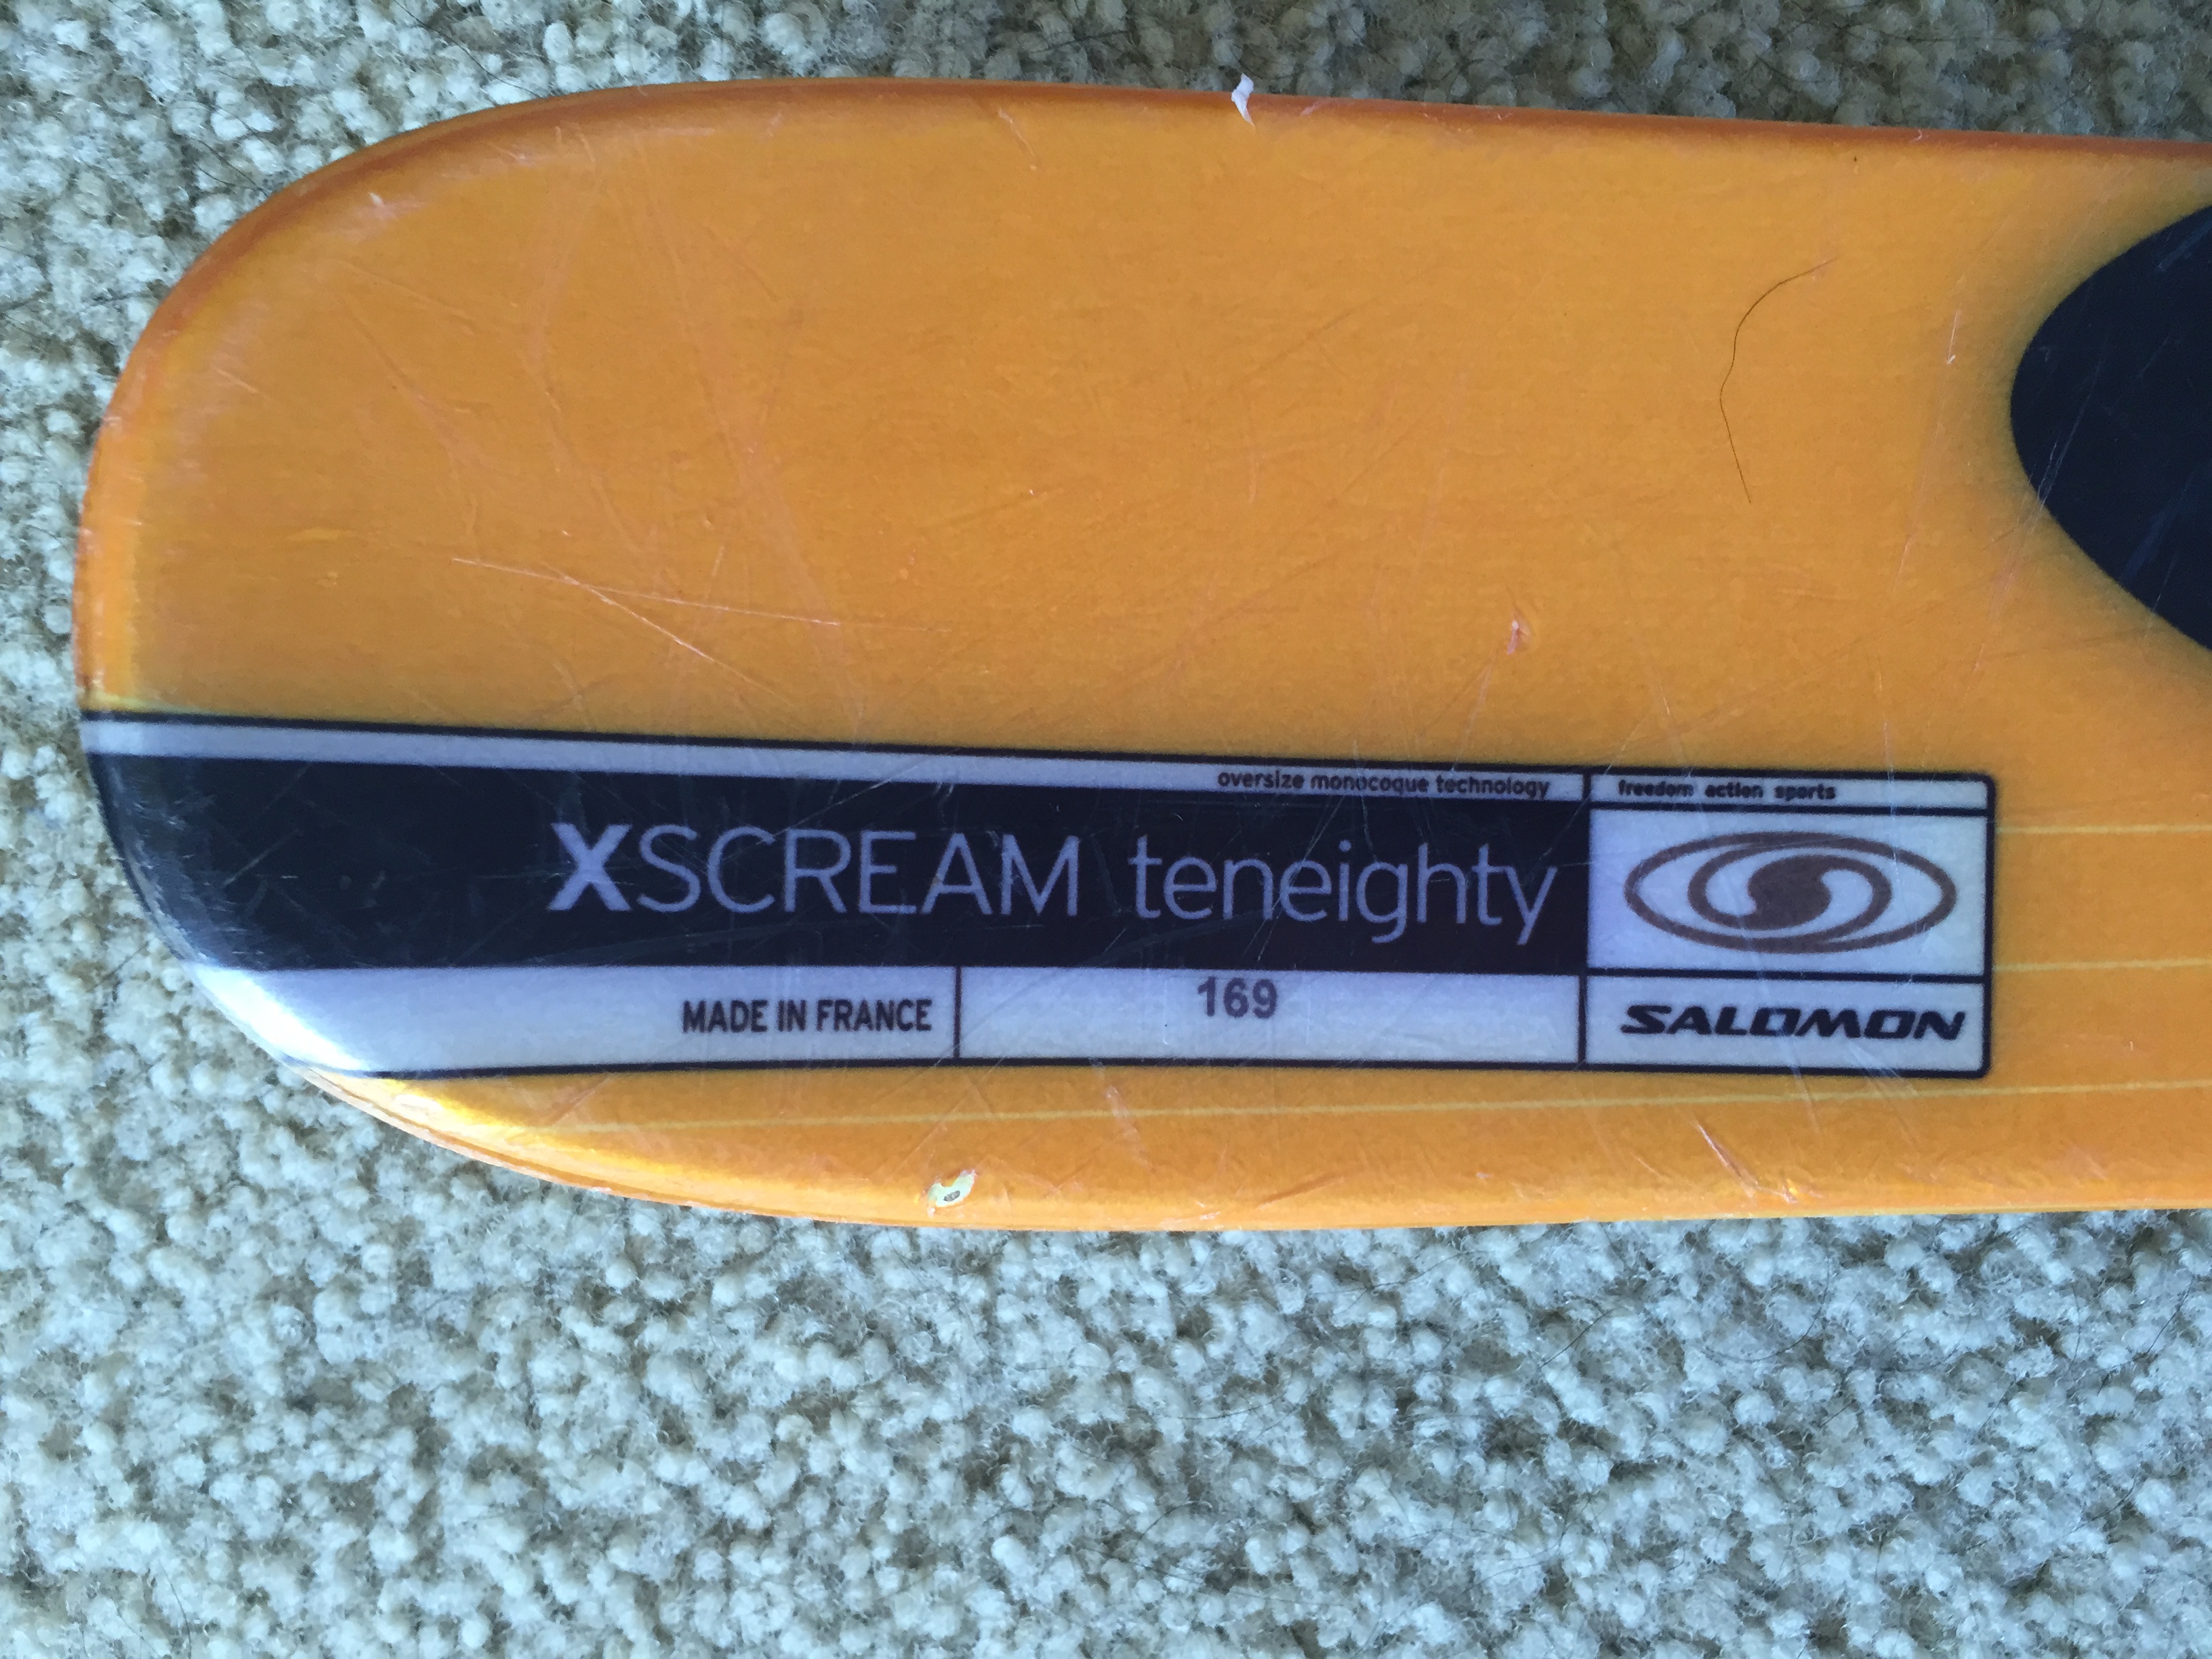 oversize monocoque technology
freedom action sports
XSCREAM teneighty
MADE IN FRANCE
169
SALOMON